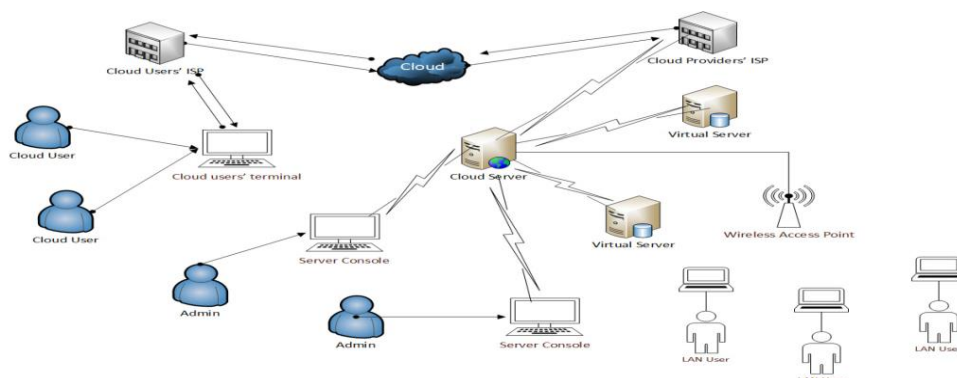 Cloud Users' ISP
Cloud
Cloud Providers' ISP
Virtual Server
Cloud User
Cloud users' terminal
Cloud Server
Cloud User
Virtual Server
Wireless Access Point
Server Console
Admin
Admin
Server Console
LAN User
LAN User